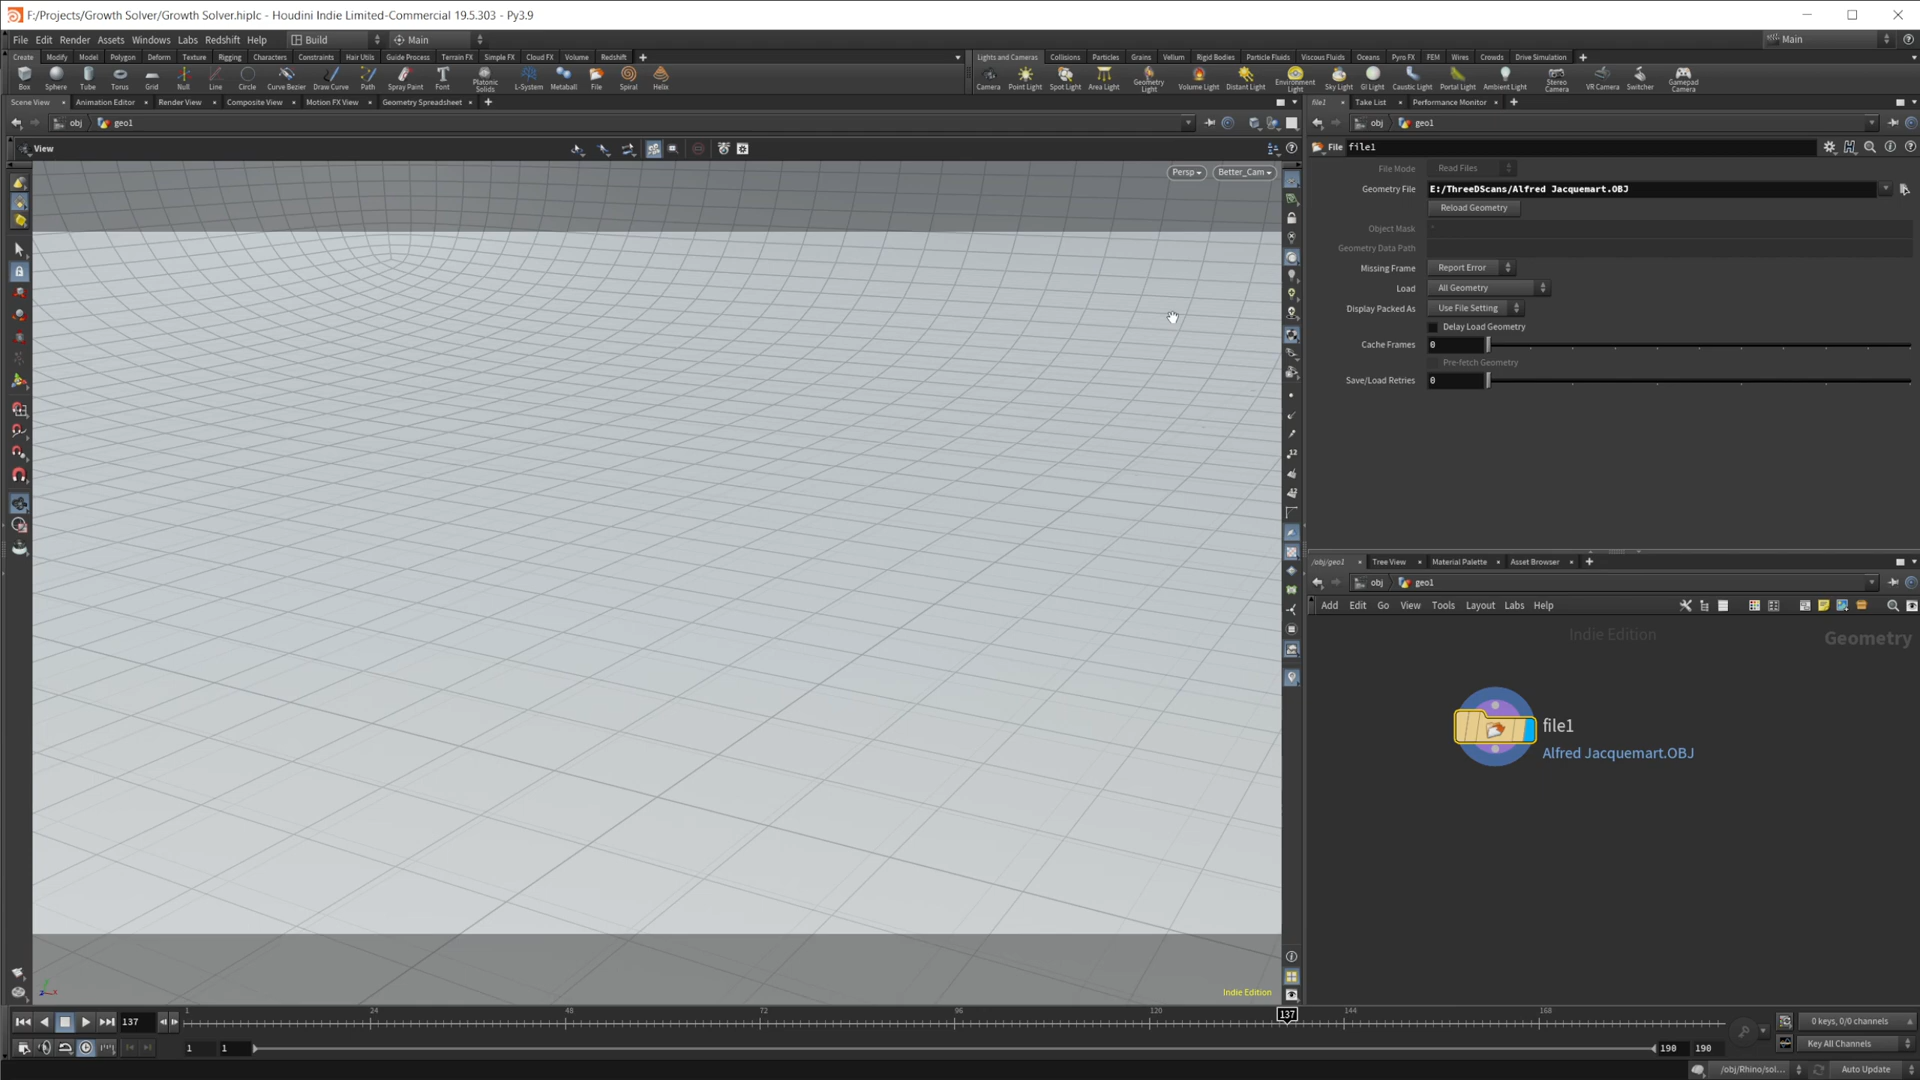 F:/Projects/Growth Solver/Growth Solver.hiplc - Houdini Indie Limited-Commercial 19.5.303 - Py3.9
File Edit Render Assets Windows Labs Redshift Help Build Main Main
Create Modify Model Polygon Deform Texture Rigging Characters Constraints Hair Utils Guide Process Terrain FX Simple FX Cloud FX Volume Redshift
Lights and Cameras Collisions Particles Grains Vellum Rigid Bodies Particle Fluids Viscous Fluids Oceans Pyro FX FEM Wires Crowds Drive Simulation
Box Sphere Tube Torus Grid Null Line Circle Curve Bezier Draw Curve Path Spray Paint Font Platonic Solids L-System Metaball File Spiral Helix
Camera Point Light Spot Light Area Light Geometry Light Volume Light Distant Light Environment Light Sky Light GI Light Caustic Light Portal Light Ambient Light Stereo Camera VR Camera Switcher Gamepad Camera
Scene View Animation Editor Render View Composite View Motion FX View Geometry Spreadsheet
file1 Take List Performance Monitor
obj geo1
obj geo1
View
File file1
Persp Better_Cam
File Mode Read Files
Geometry File E:/ThreeDScans/Alfred Jacquemart.OBJ
Reload Geometry
Object Mask *
Geometry Data Path
Missing Frame Report Error
Load All Geometry
Display Packed As Use File Setting
Delay Load Geometry
Cache Frames 0
Pre-fetch Geometry
Save/Load Retries 0
/obj/geo1 Tree View Material Palette Asset Browser
obj geo1
Add Edit Go View Tools Layout Labs Help
Indie Edition
Geometry
file1
Alfred Jacquemart.OBJ
Indie Edition
137 1 24 48 72 96 120 137 144 168
0 keys, 0/0 channels
1 1 190 190
Key All Channels
/obj/Rhino/sol... Auto Update